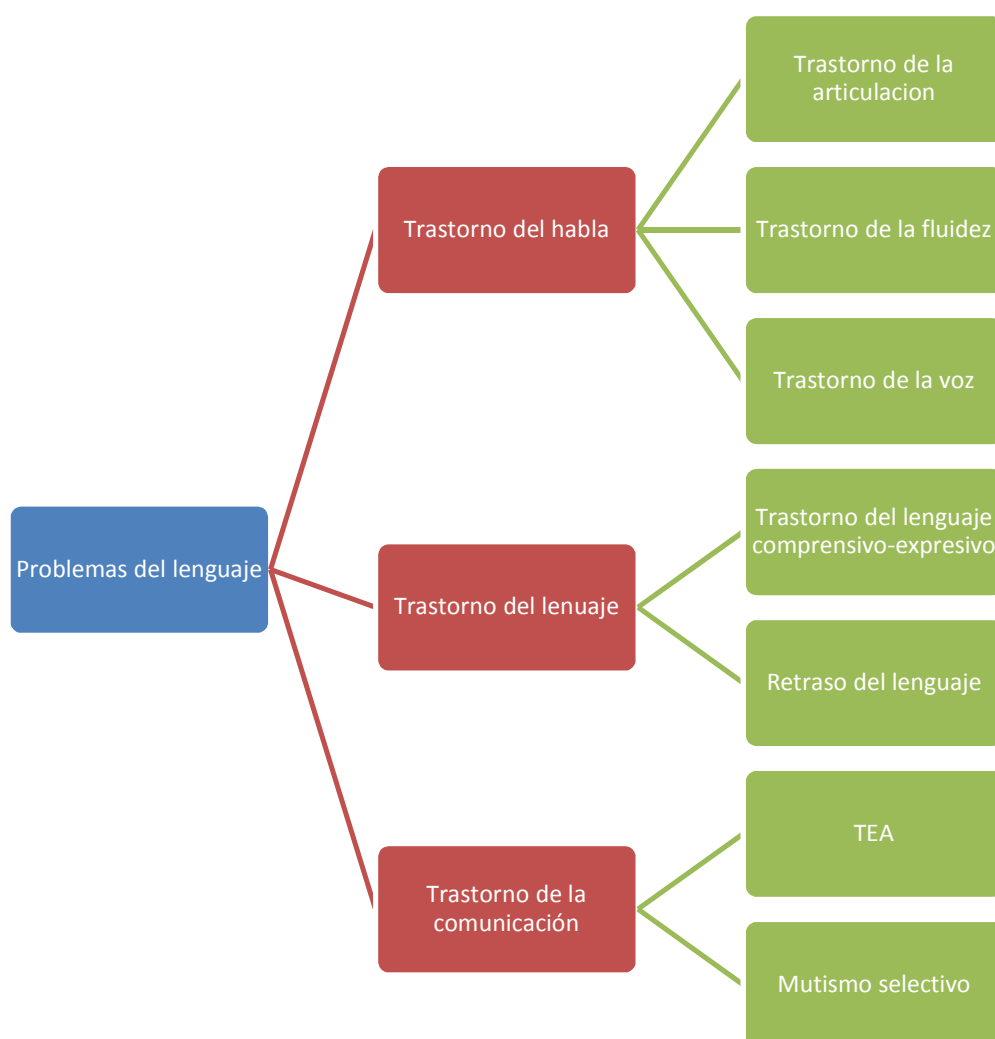 Problemas del lenguaje
Trastorno del habla
Trastorno de la
articulacion
Trastorno de la fluidez
Trastorno de la voz
Trastorno del lenuaje
Trastorno del lenguaje
comprensivo-expresivo
Retraso del lenguaje
Trastorno de la
comunicación
TEA
Mutismo selectivo